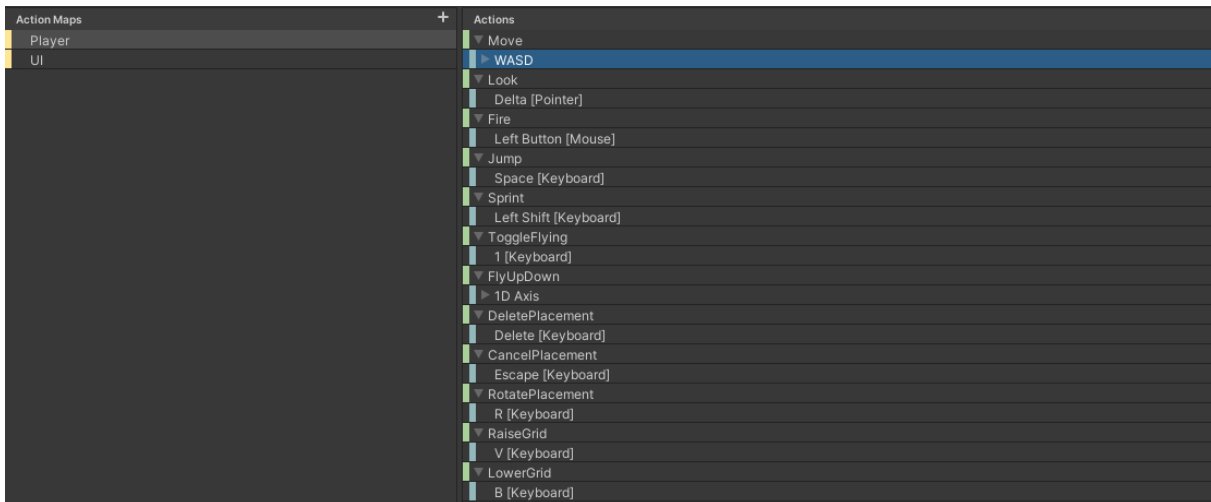 Action Maps +
Player
UI
Actions
Move
WASD
Look
Delta [Pointer]
Fire
Left Button [Mouse]
Jump
Space [Keyboard]
Sprint
Left Shift [Keyboard]
ToggleFlying
1 [Keyboard]
FlyUpDown
1D Axis
DeletePlacement
Delete [Keyboard]
CancelPlacement
Escape [Keyboard]
RotatePlacement
R [Keyboard]
RaiseGrid
V [Keyboard]
LowerGrid
B [Keyboard]